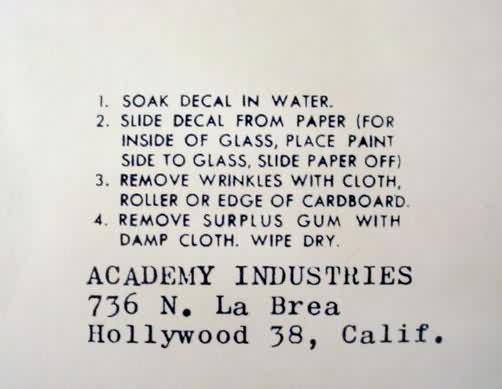 1. SOAK DECAL IN WATER.
2. SLIDE DECAL FROM PAPER (FOR
INSIDE OF GLASS, PLACE PAINT
SIDE TO GLASS, SLIDE PAPER OFF)
3. REMOVE WRINKLES WITH CLOTH,
ROLLER OR EDGE OF CARDBOARD.
4. REMOVE SURPLUS GUM WITH
DAMP CLOTH. WIPE DRY.
ACADEMY INDUSTRIES
736 N. La Brea
Hollywood 38, Calif.